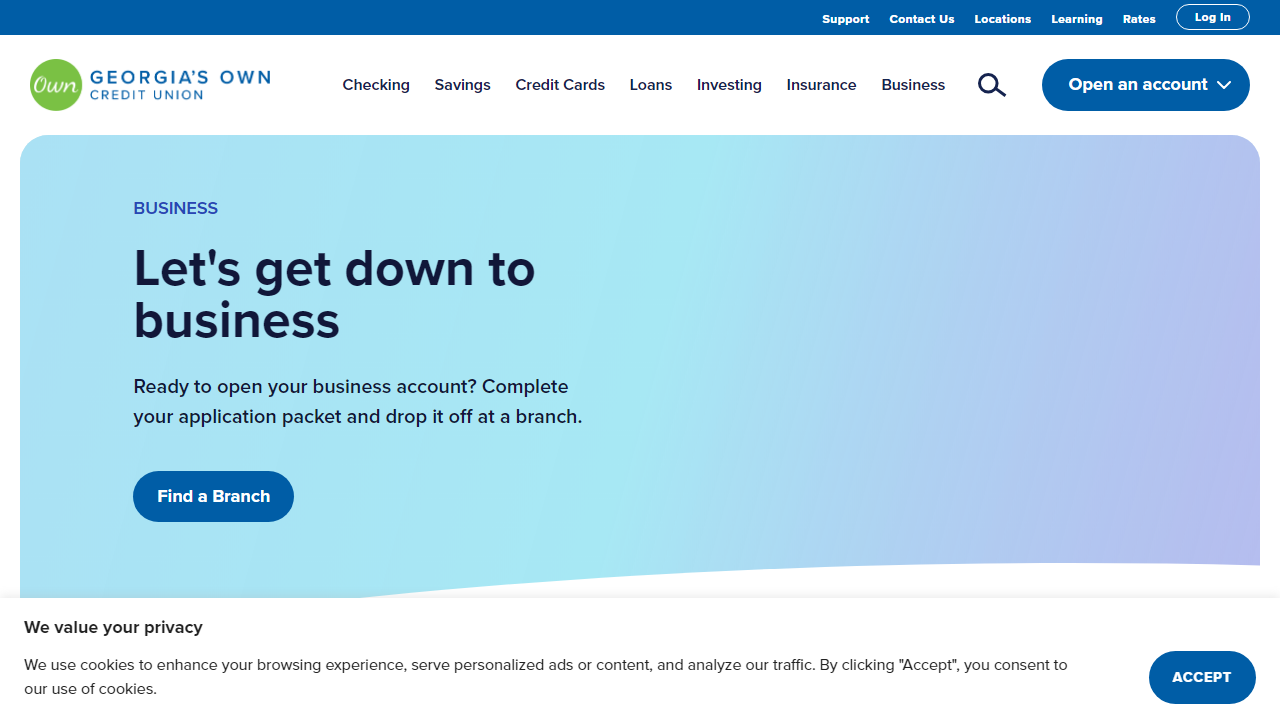 Support Contact Us Locations Learning Rates Log In
Own GEORGIA'S OWN
CREDIT UNION
Checking Savings Credit Cards Loans Investing Insurance Business Open an account
BUSINESS
Let's get down to
business
Ready to open your business account? Complete
your application packet and drop it off at a branch.
Find a Branch
We value your privacy
We use cookies to enhance your browsing experience, serve personalized ads or content, and analyze our traffic. By clicking "Accept", you consent to
our use of cookies.
ACCEPT